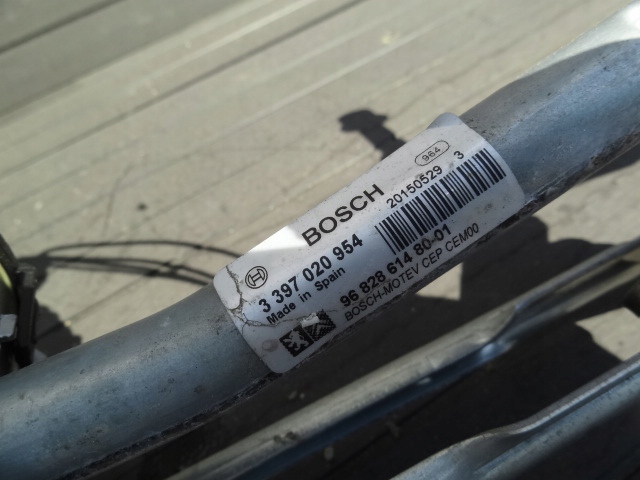 964
BOSCH
20150529 3
3 397 020 954
Made in Spain
96 828 614 80-01
BOSCH-MOTEV CEP CEM00